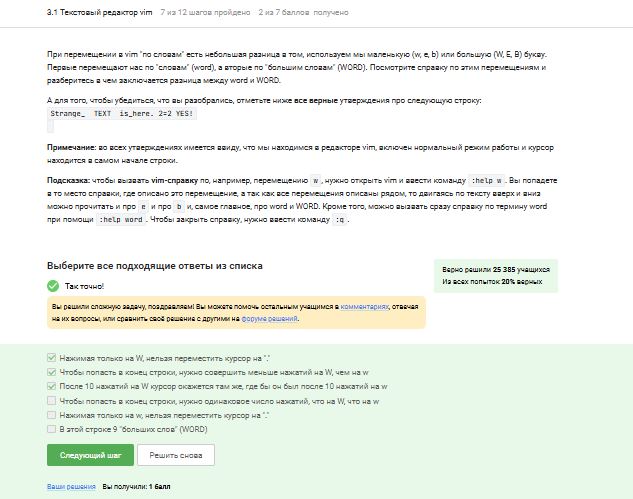 3.1 Текстовый редактор vim 7 из 12 шагов пройдено 2 из 7 баллов получено
При перемещении в vim "по словам" есть небольшая разница в том, используем мы маленькую (w, e, b) или большую (W, E, B) букву.
Первые перемещают нас по "словам" (word), а вторые по "большим словам" (WORD). Посмотрите справку по этим перемещениям и
разберитесь в чем заключается разница между word и WORD.
А для того, чтобы убедиться, что вы разобрались, отметьте ниже все верные утверждения про следующую строку:
Strange_  TEXT  is_here. 2=2 YES!
Примечание: во всех утверждениях имеется ввиду, что мы находимся в редакторе vim, включен нормальный режим работы и курсор
находится в самом начале строки.
Подсказка: чтобы вызвать vim-справку по, например, перемещению w , нужно открыть vim и ввести команду :help w . Вы попадете
в то место справки, где описано это перемещение, а так как все перемещения описаны рядом, то двигаясь по тексту вверх и вниз
можно прочитать и про e и про b и, самое главное, про word и WORD. Кроме того, можно вызвать сразу справку по термину word
при помощи :help word . Чтобы закрыть справку, нужно ввести команду :q .
Выберите все подходящие ответы из списка
Верно решили 25 385 учащихся
Из всех попыток 20% верных
Так точно!
Вы решили сложную задачу, поздравляем! Вы можете помочь остальным учащимся в комментариях, отвечая
на их вопросы, или сравнить своё решение с другими на форуме решений.
Нажимая только на W, нельзя переместить курсор на "."
Чтобы попасть в конец строки, нужно совершить меньше нажатий на W, чем на w
После 10 нажатий на W курсор окажется там же, где бы он был после 10 нажатий на w
Чтобы попасть в конец строки, нужно одинаковое число нажатий, что на W, что на w
Нажимая только на w, нельзя переместить курсор на "."
В этой строке 9 "больших слов" (WORD)
Следующий шаг Решить снова
Ваши решения Вы получили: 1 балл